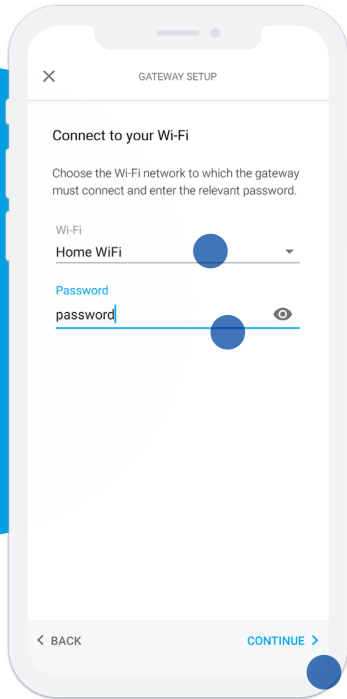 GATEWAY SETUP
Connect to your Wi-Fi
Choose the Wi-Fi network to which the gateway
must connect and enter the relevant password.
Wi-Fi
Home WiFi
Password
password
BACK
CONTINUE